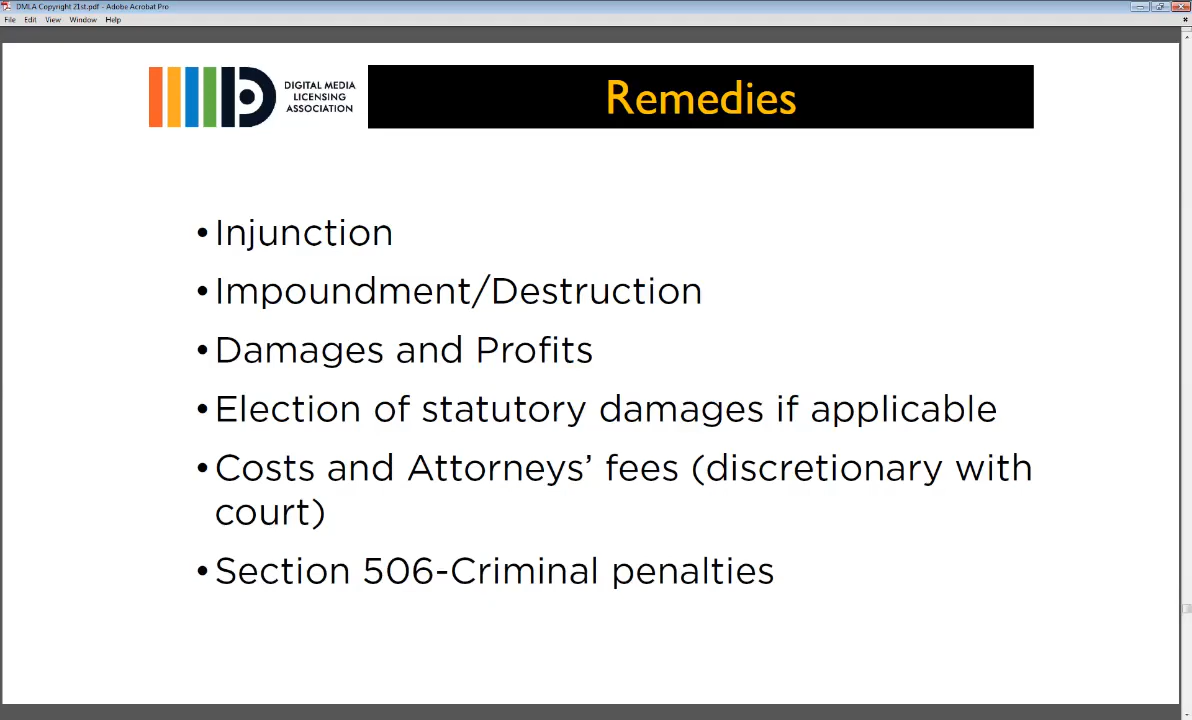 DMLA Copyright 21st.pdf - Adobe Acrobat Pro
File Edit View Window Help
DIGITAL MEDIA
LICENSING
ASSOCIATION
Remedies
•Injunction
•Impoundment/Destruction
•Damages and Profits
•Election of statutory damages if applicable
•Costs and Attorneys’ fees (discretionary with
court)
•Section 506-Criminal penalties